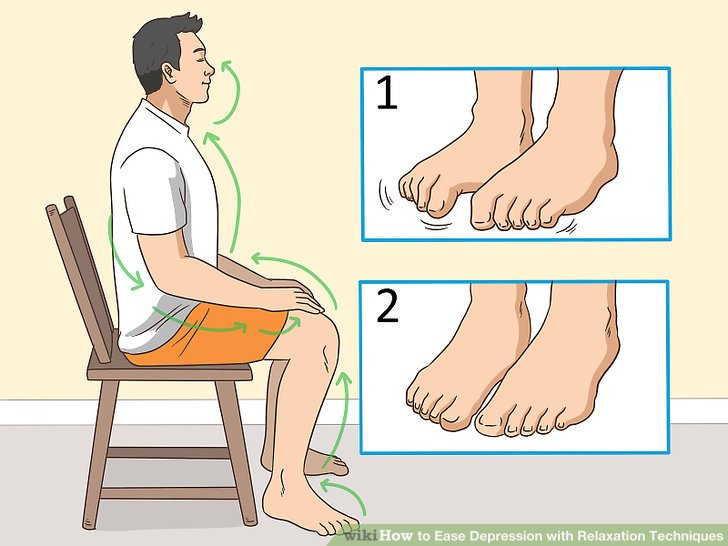 1
2
wikiHow to Ease Depression with Relaxation Techniques